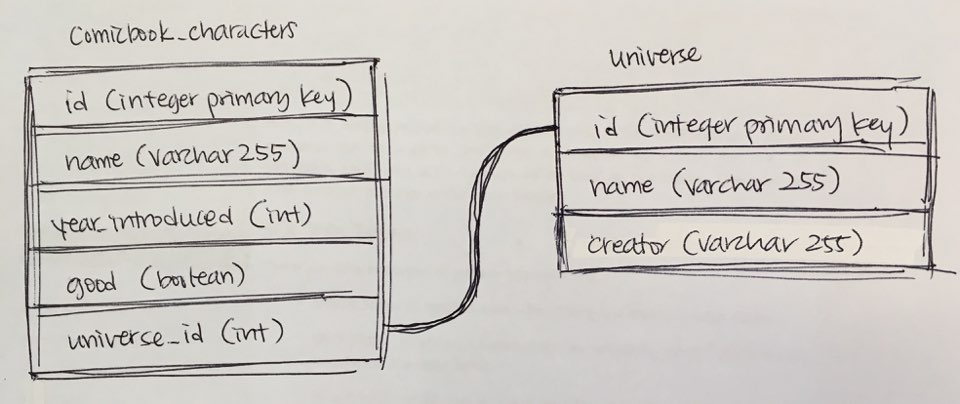 comicbook_characters
id (integer primary key)
name (varchar 255)
year_introduced (int)
good (boolean)
universe_id (int)
universe
id (integer primary key)
name (varchar 255)
creator (varchar 255)